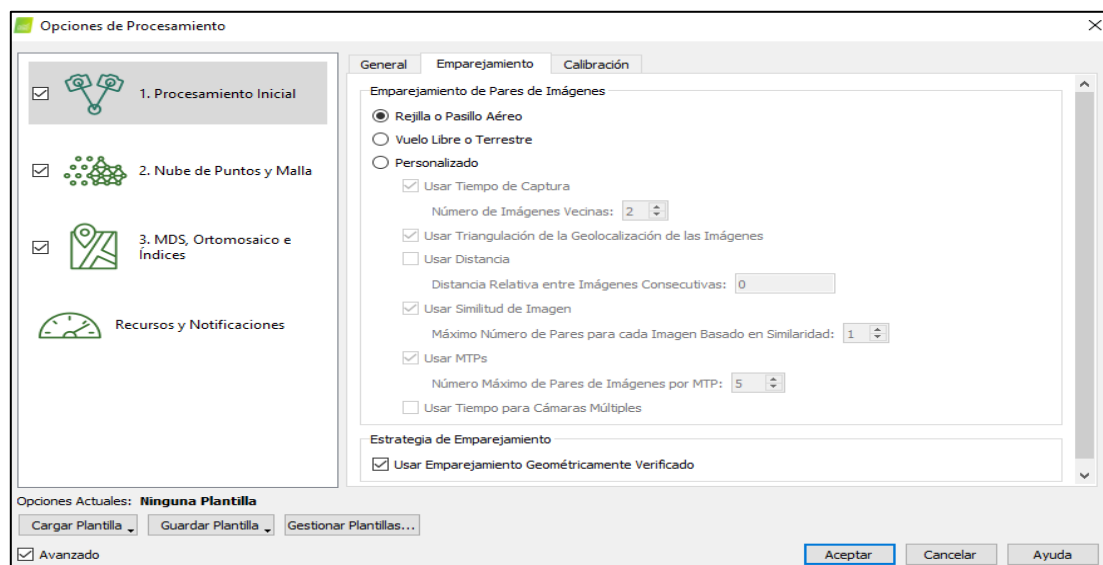 Opciones de Procesamiento
1. Procesamiento Inicial
2. Nube de Puntos y Malla
3. MDS, Ortomosaico e
Índices
Recursos y Notificaciones
General Emparejamiento Calibración
Emparejamiento de Pares de Imágenes
Rejilla o Pasillo Aéreo
Vuelo Libre o Terrestre
Personalizado
Usar Tiempo de Captura
Número de Imágenes Vecinas: 2
Usar Triangulación de la Geolocalización de las Imágenes
Usar Distancia
Distancia Relativa entre Imágenes Consecutivas: 0
Usar Similitud de Imagen
Máximo Número de Pares para cada Imagen Basado en Similaridad: 1
Usar MTPs
Número Máximo de Pares de Imágenes por MTP: 5
Usar Tiempo para Cámaras Múltiples
Estrategia de Emparejamiento
Usar Emparejamiento Geométricamente Verificado
Opciones Actuales: Ninguna Plantilla
Cargar Plantilla Guardar Plantilla Gestionar Plantillas...
Avanzado Aceptar Cancelar Ayuda